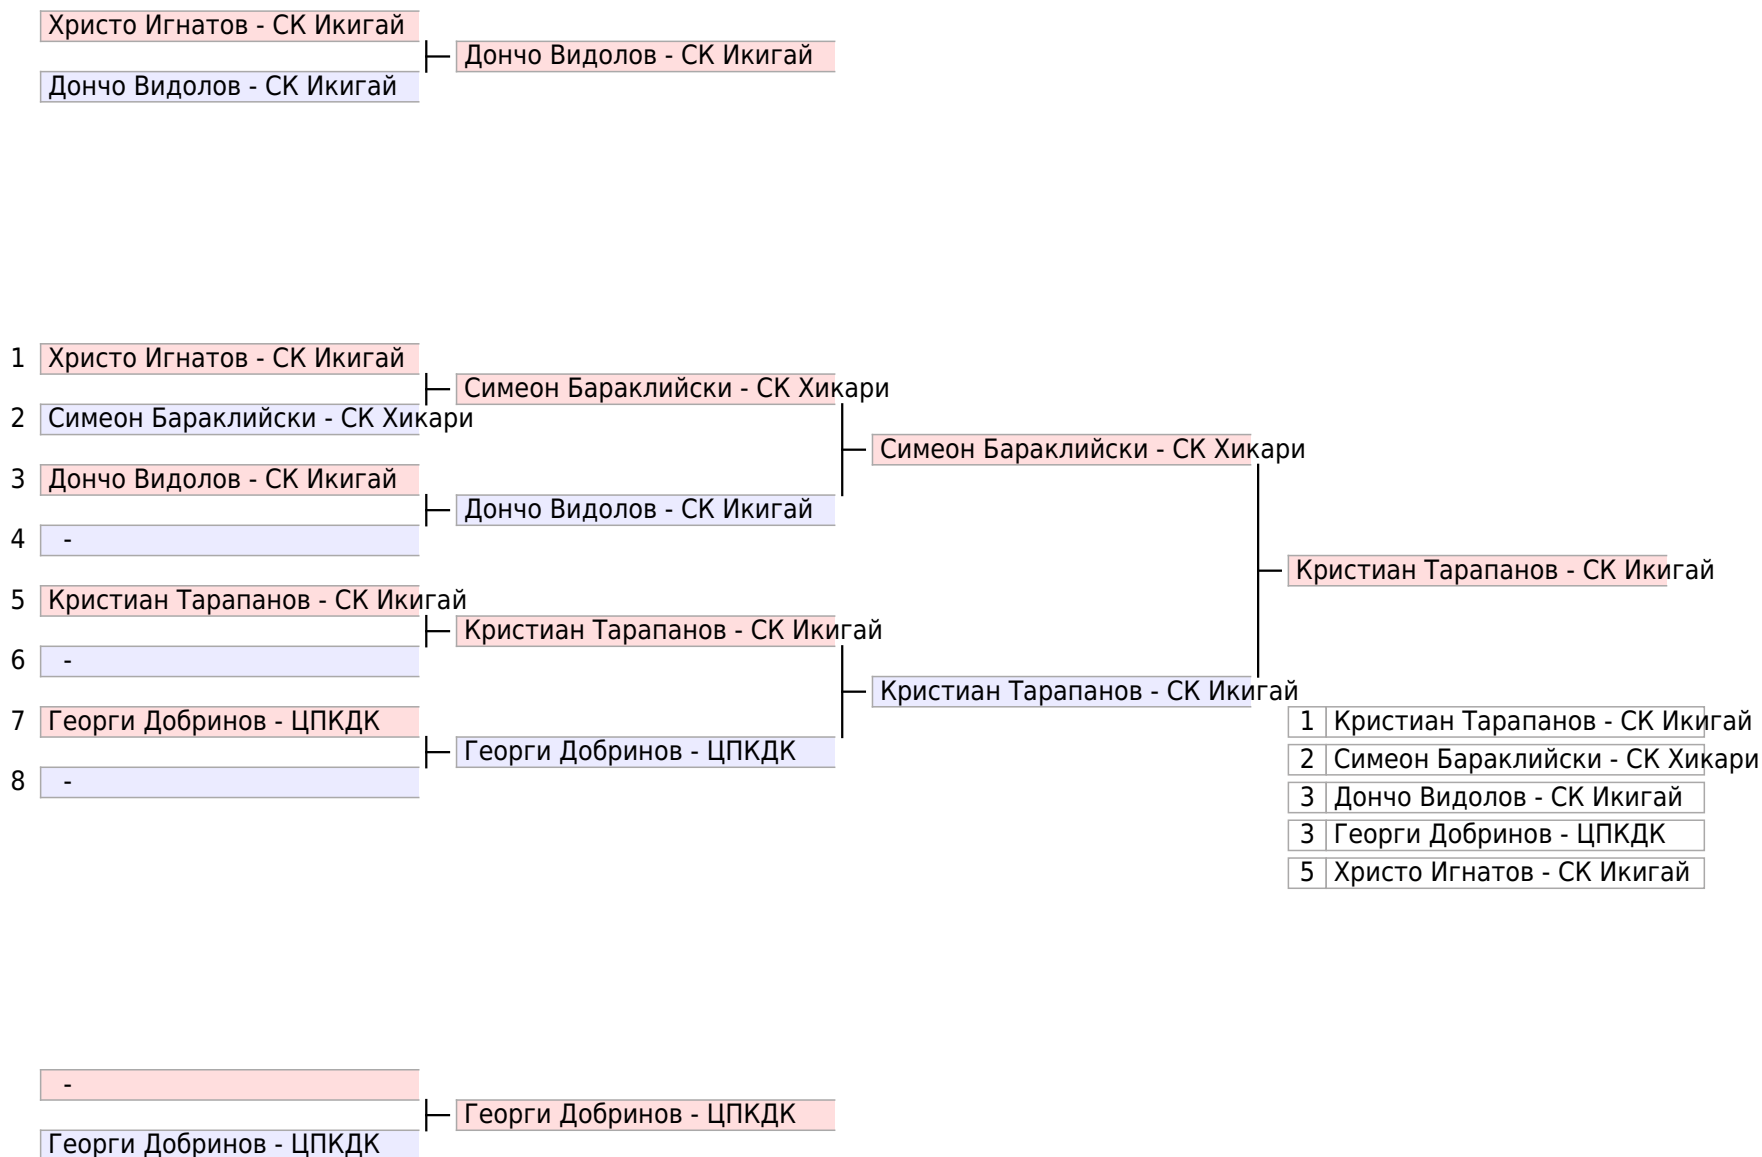 Христо Игнатов - СК Икигай
Дончо Видолов - СК Икигай
Дончо Видолов - СК Икигай
1 Христо Игнатов - СК Икигай
Симеон Бараклийски - СК Хикари
2 Симеон Бараклийски - СК Хикари
Симеон Бараклийски - СК Хикари
3 Дончо Видолов - СК Икигай
Дончо Видолов - СК Икигай
4 -
Кристиан Тарапанов - СК Икигай
5 Кристиан Тарапанов - СК Икигай
Кристиан Тарапанов - СК Икигай
6 -
Кристиан Тарапанов - СК Икигай
7 Георги Добринов - ЦПКДК
Георги Добринов - ЦПКДК
8 -
1 Кристиан Тарапанов - СК Икигай
2 Симеон Бараклийски - СК Хикари
3 Дончо Видолов - СК Икигай
3 Георги Добринов - ЦПКДК
5 Христо Игнатов - СК Икигай
-
Георги Добринов - ЦПКДК
Георги Добринов - ЦПКДК